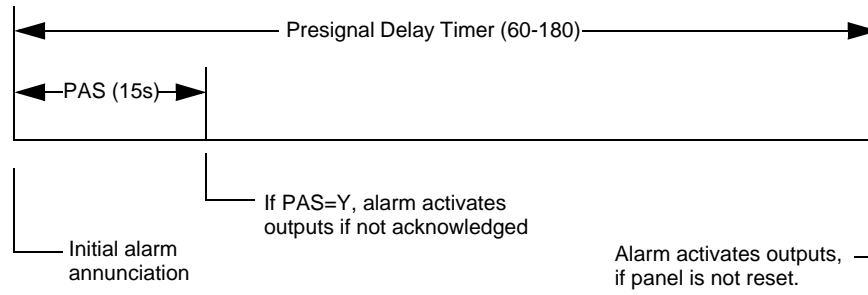 Presignal Delay Timer (60-180)
PAS (15s)
If PAS=Y, alarm activates
outputs if not acknowledged
Initial alarm
annunciation
Alarm activates outputs,
if panel is not reset.